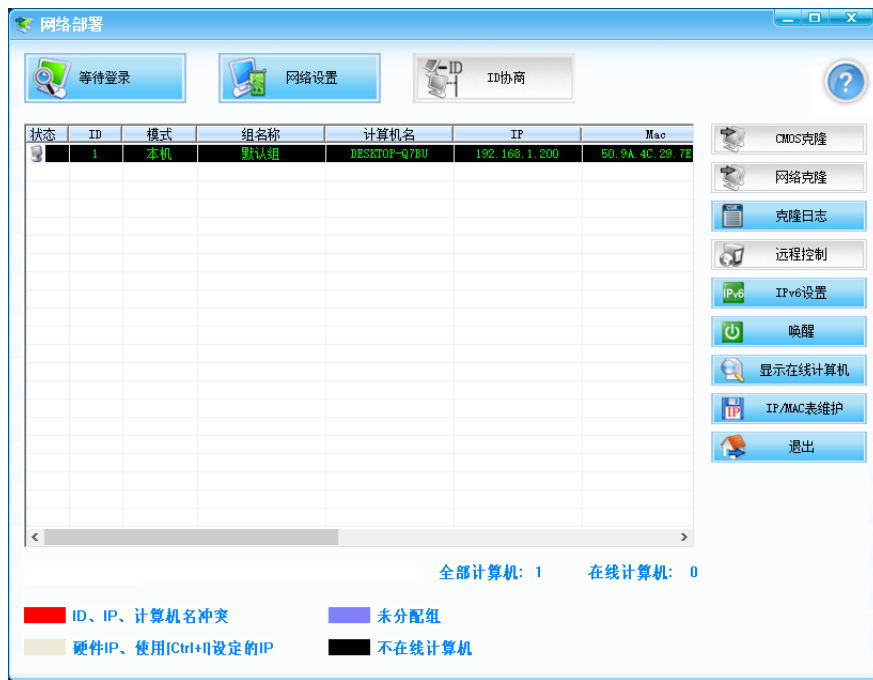 网络部署
等待登录 网络设置 ID ID协商
状态 ID 模式 组名称 计算机名 IP Mac
1 本机 默认组 DESKTOP-Q7BU 192.168.1.200 50.9A.4C.29.7E
CMOS克隆
网络克隆
克隆日志
远程控制
IPv6 IPv6设置
唤醒
显示在线计算机
IP IP/MAC表维护
退出
全部计算机: 1 在线计算机: 0
ID、IP、计算机名冲突 未分配组
硬件IP、使用[Ctrl+I]设定的IP 不在线计算机